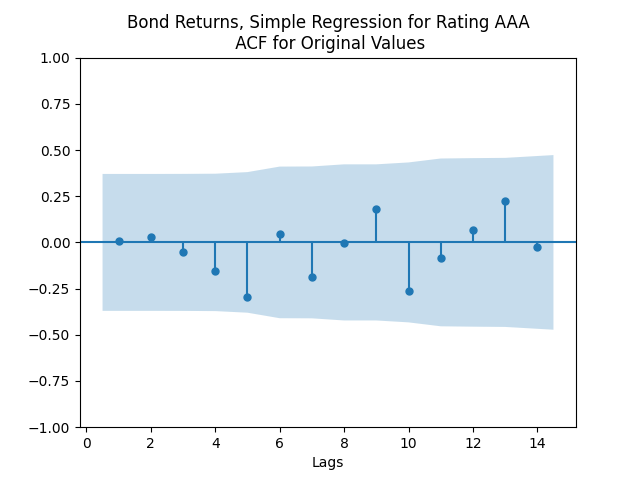 Bond Returns, Simple Regression for Rating AAA
ACF for Original Values
1.00
0.75
0.50
0.25
0.00
−0.25
−0.50
−0.75
−1.00
0 2 4 6 8 10 12 14
Lags